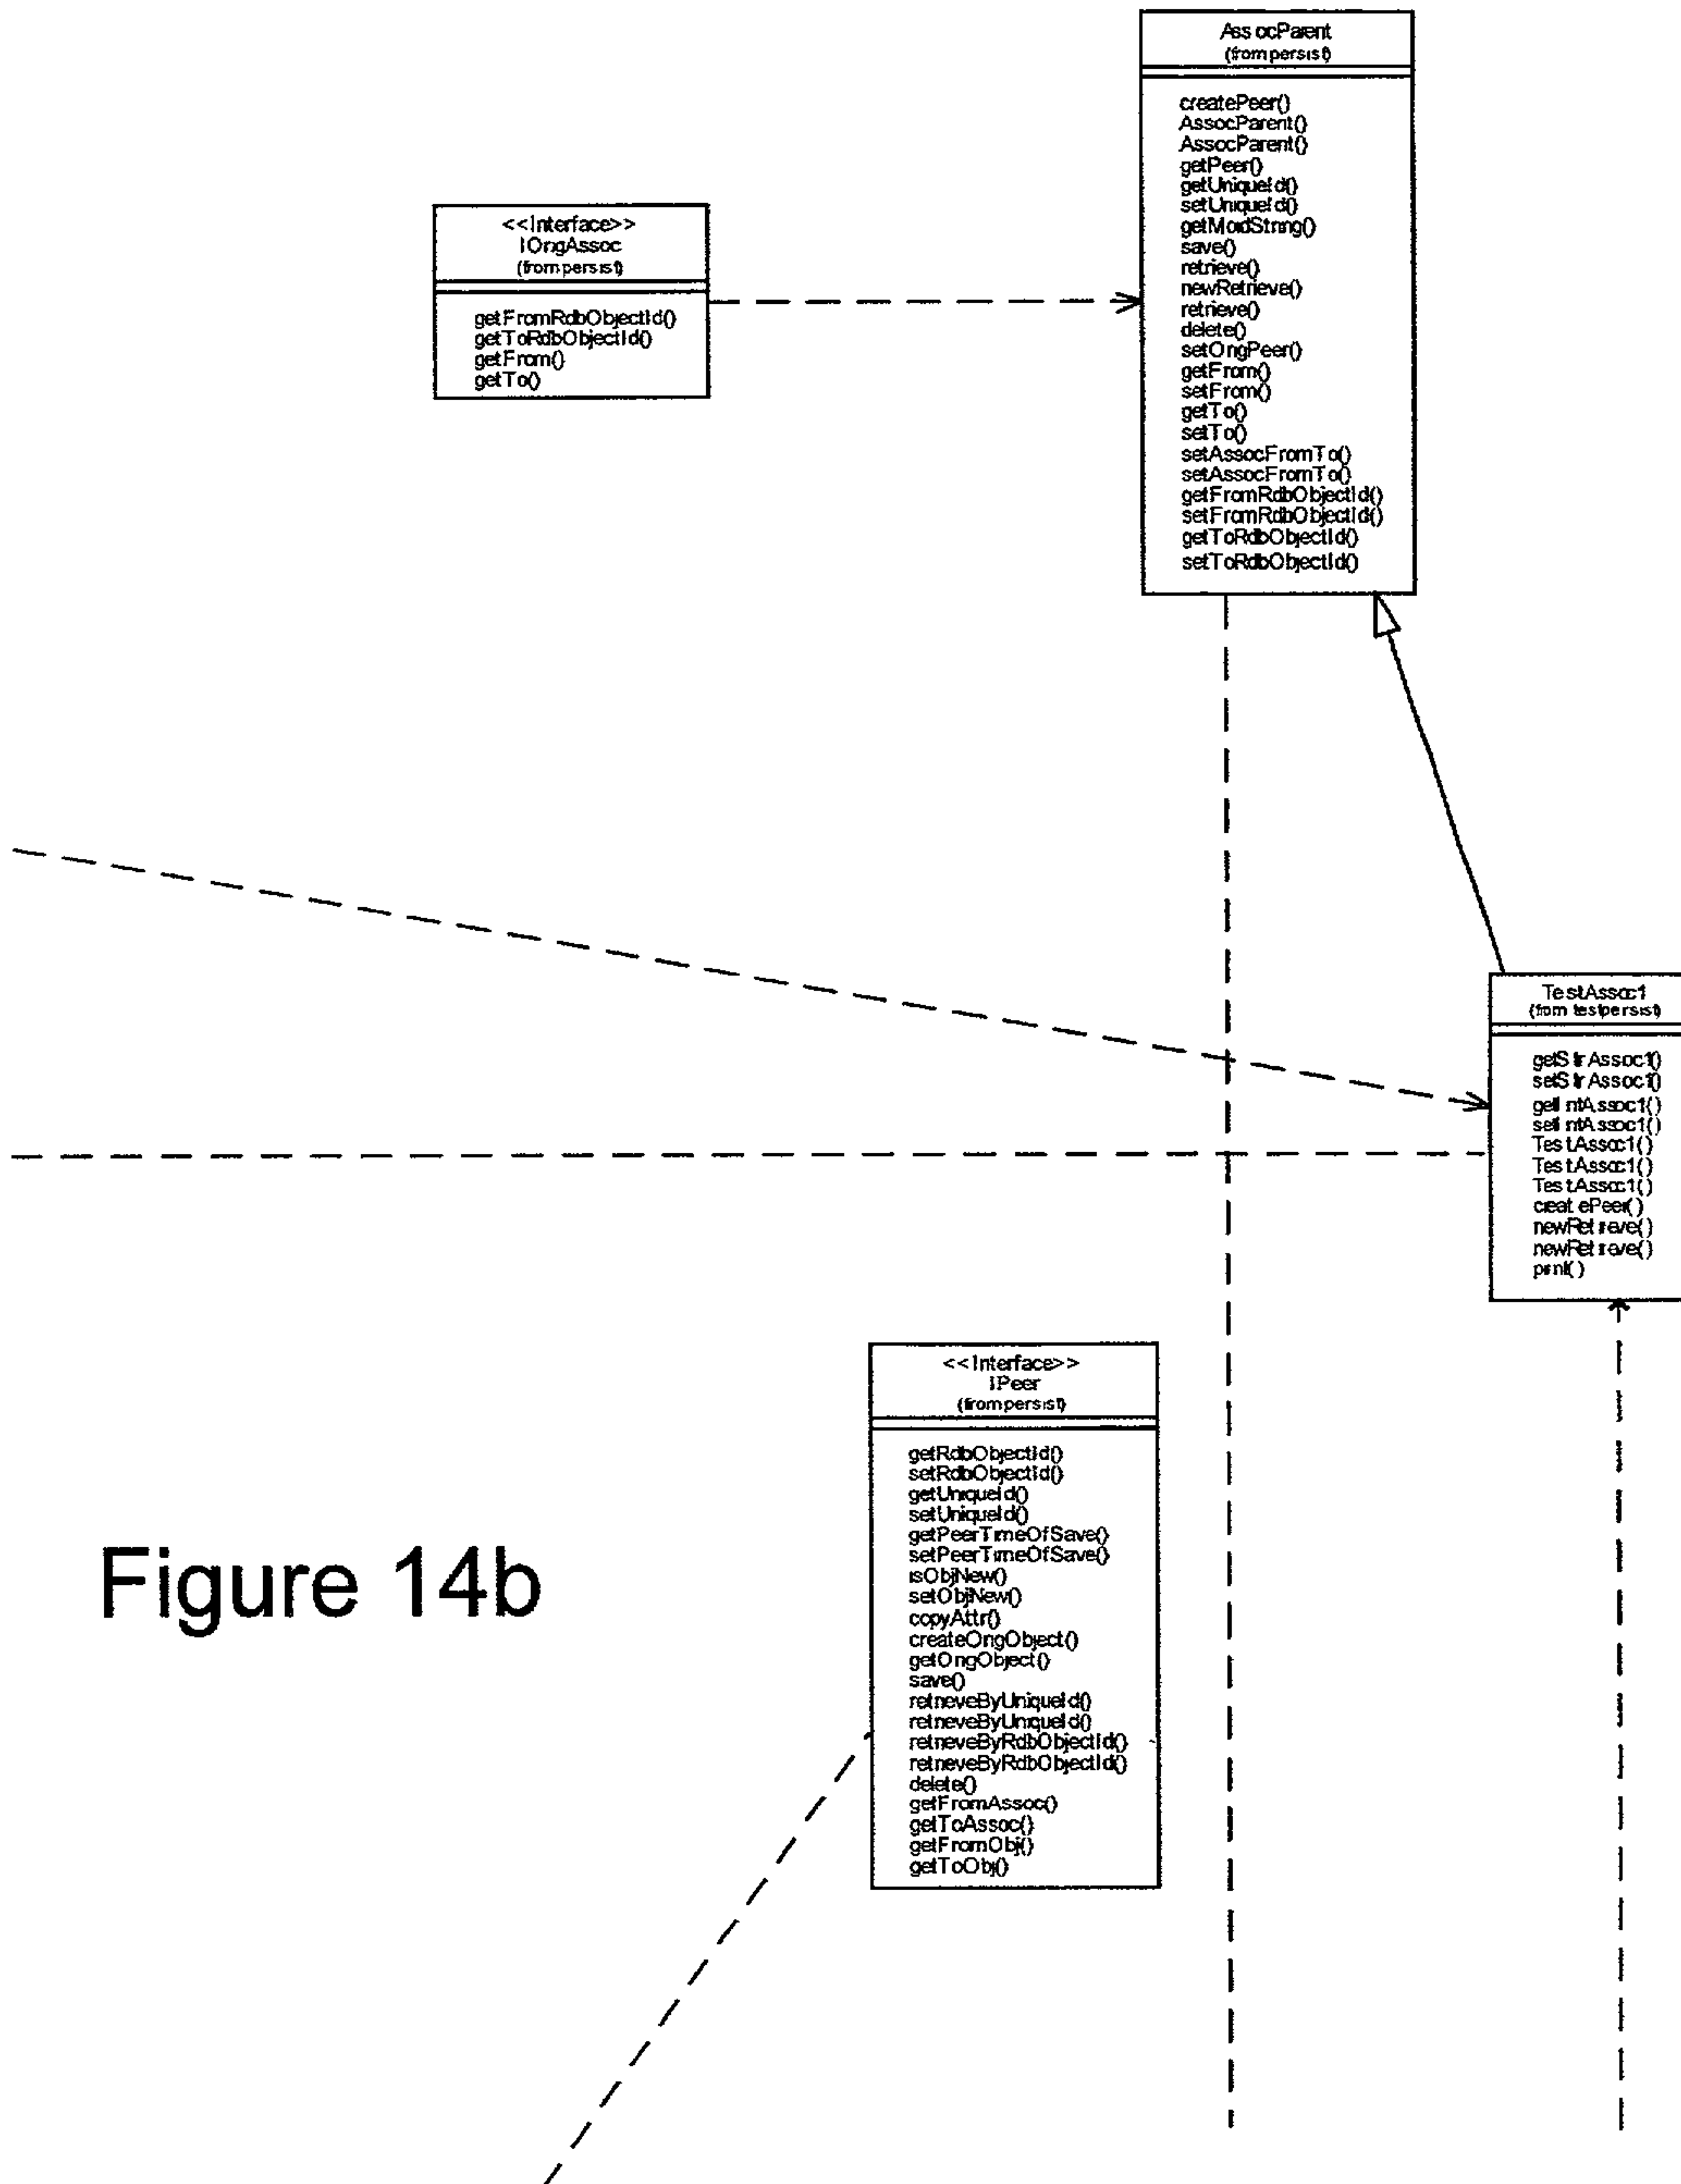 AssocParent
(from persist)
createPeer()
AssocParent()
AssocParent()
getPeer()
getUniqueId()
setUniqueId()
getMoidString()
save()
retrieve()
newRetrieve()
retrieve()
delete()
setOrigPeer()
getFrom()
setFrom()
getTo()
setTo()
setAssocFromTo()
setAssocFromTo()
getFromRdbObjectId()
setFromRdbObjectId()
getToRdbObjectId()
setToRdbObjectId()
<<Interface>>
IOrigAssoc
(from persist)
getFromRdbObjectId()
getToRdbObjectId()
getFrom()
getTo()
TestAssoc1
(from testpersist)
getStrAssoc1()
setStrAssoc1()
getIntAssoc1()
setIntAssoc1()
TestAssoc1()
TestAssoc1()
TestAssoc1()
createPeer()
newRetrieve()
newRetrieve()
print()
<<Interface>>
IPeer
(from persist)
getRdbObjectId()
setRdbObjectId()
getUniqueId()
setUniqueId()
getPeerTimeOfSave()
setPeerTimeOfSave()
isObjNew()
setObjNew()
copyAttr()
createOrigObject()
getOrigObject()
save()
retrieveByUniqueId()
retrieveByUniqueId()
retrieveByRdbObjectId()
retrieveByRdbObjectId()
delete()
getFromAssoc()
getToAssoc()
getFromObj()
getToObj()
Figure 14b